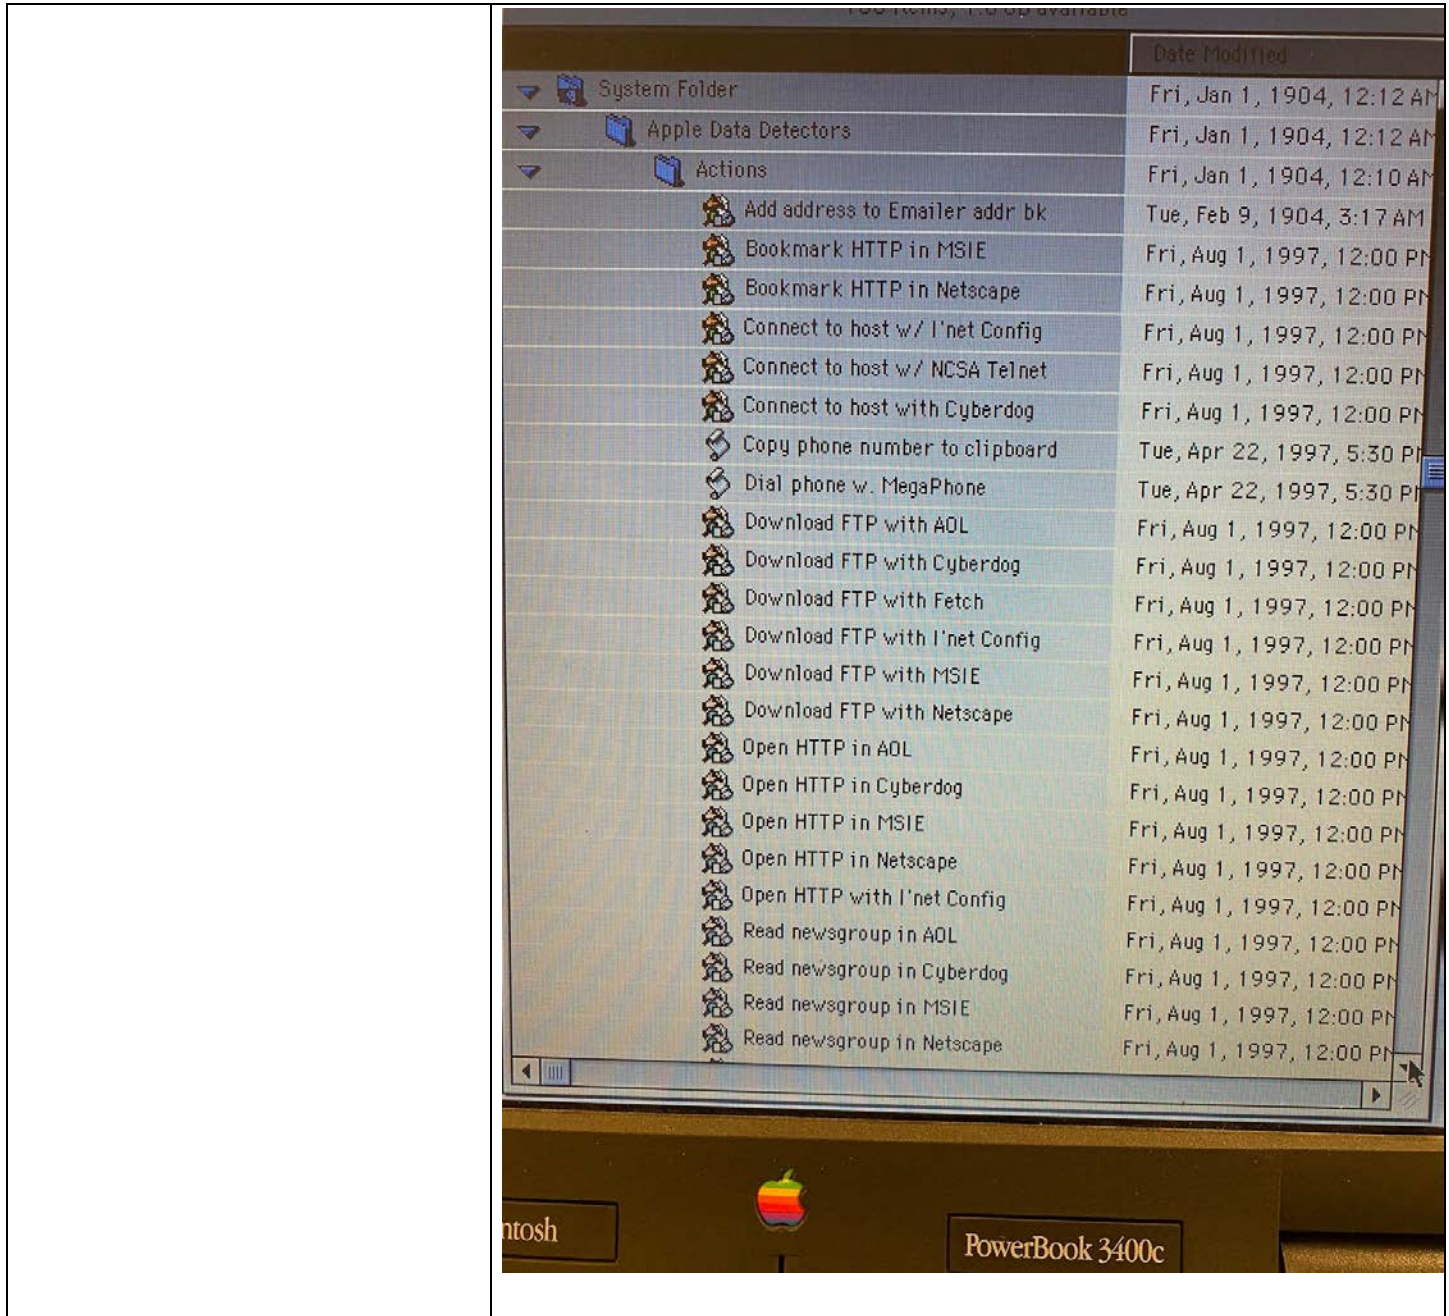 Date Modified
System Folder Fri, Jan 1, 1904, 12:12 AM
Apple Data Detectors Fri, Jan 1, 1904, 12:12 AM
Actions Fri, Jan 1, 1904, 12:10 AM
Add address to Emailer addr bk Tue, Feb 9, 1904, 3:17 AM
Bookmark HTTP in MSIE Fri, Aug 1, 1997, 12:00 PM
Bookmark HTTP in Netscape Fri, Aug 1, 1997, 12:00 PM
Connect to host w/ I'net Config Fri, Aug 1, 1997, 12:00 PM
Connect to host w/ NCSA Telnet Fri, Aug 1, 1997, 12:00 PM
Connect to host with Cyberdog Fri, Aug 1, 1997, 12:00 PM
Copy phone number to clipboard Tue, Apr 22, 1997, 5:30 PM
Dial phone w. MegaPhone Tue, Apr 22, 1997, 5:30 PM
Download FTP with AOL Fri, Aug 1, 1997, 12:00 PM
Download FTP with Cyberdog Fri, Aug 1, 1997, 12:00 PM
Download FTP with Fetch Fri, Aug 1, 1997, 12:00 PM
Download FTP with I'net Config Fri, Aug 1, 1997, 12:00 PM
Download FTP with MSIE Fri, Aug 1, 1997, 12:00 PM
Download FTP with Netscape Fri, Aug 1, 1997, 12:00 PM
Open HTTP in AOL Fri, Aug 1, 1997, 12:00 PM
Open HTTP in Cyberdog Fri, Aug 1, 1997, 12:00 PM
Open HTTP in MSIE Fri, Aug 1, 1997, 12:00 PM
Open HTTP in Netscape Fri, Aug 1, 1997, 12:00 PM
Open HTTP with I'net Config Fri, Aug 1, 1997, 12:00 PM
Read newsgroup in AOL Fri, Aug 1, 1997, 12:00 PM
Read newsgroup in Cyberdog Fri, Aug 1, 1997, 12:00 PM
Read newsgroup in MSIE Fri, Aug 1, 1997, 12:00 PM
Read newsgroup in Netscape Fri, Aug 1, 1997, 12:00 PM
ntosh PowerBook 3400c